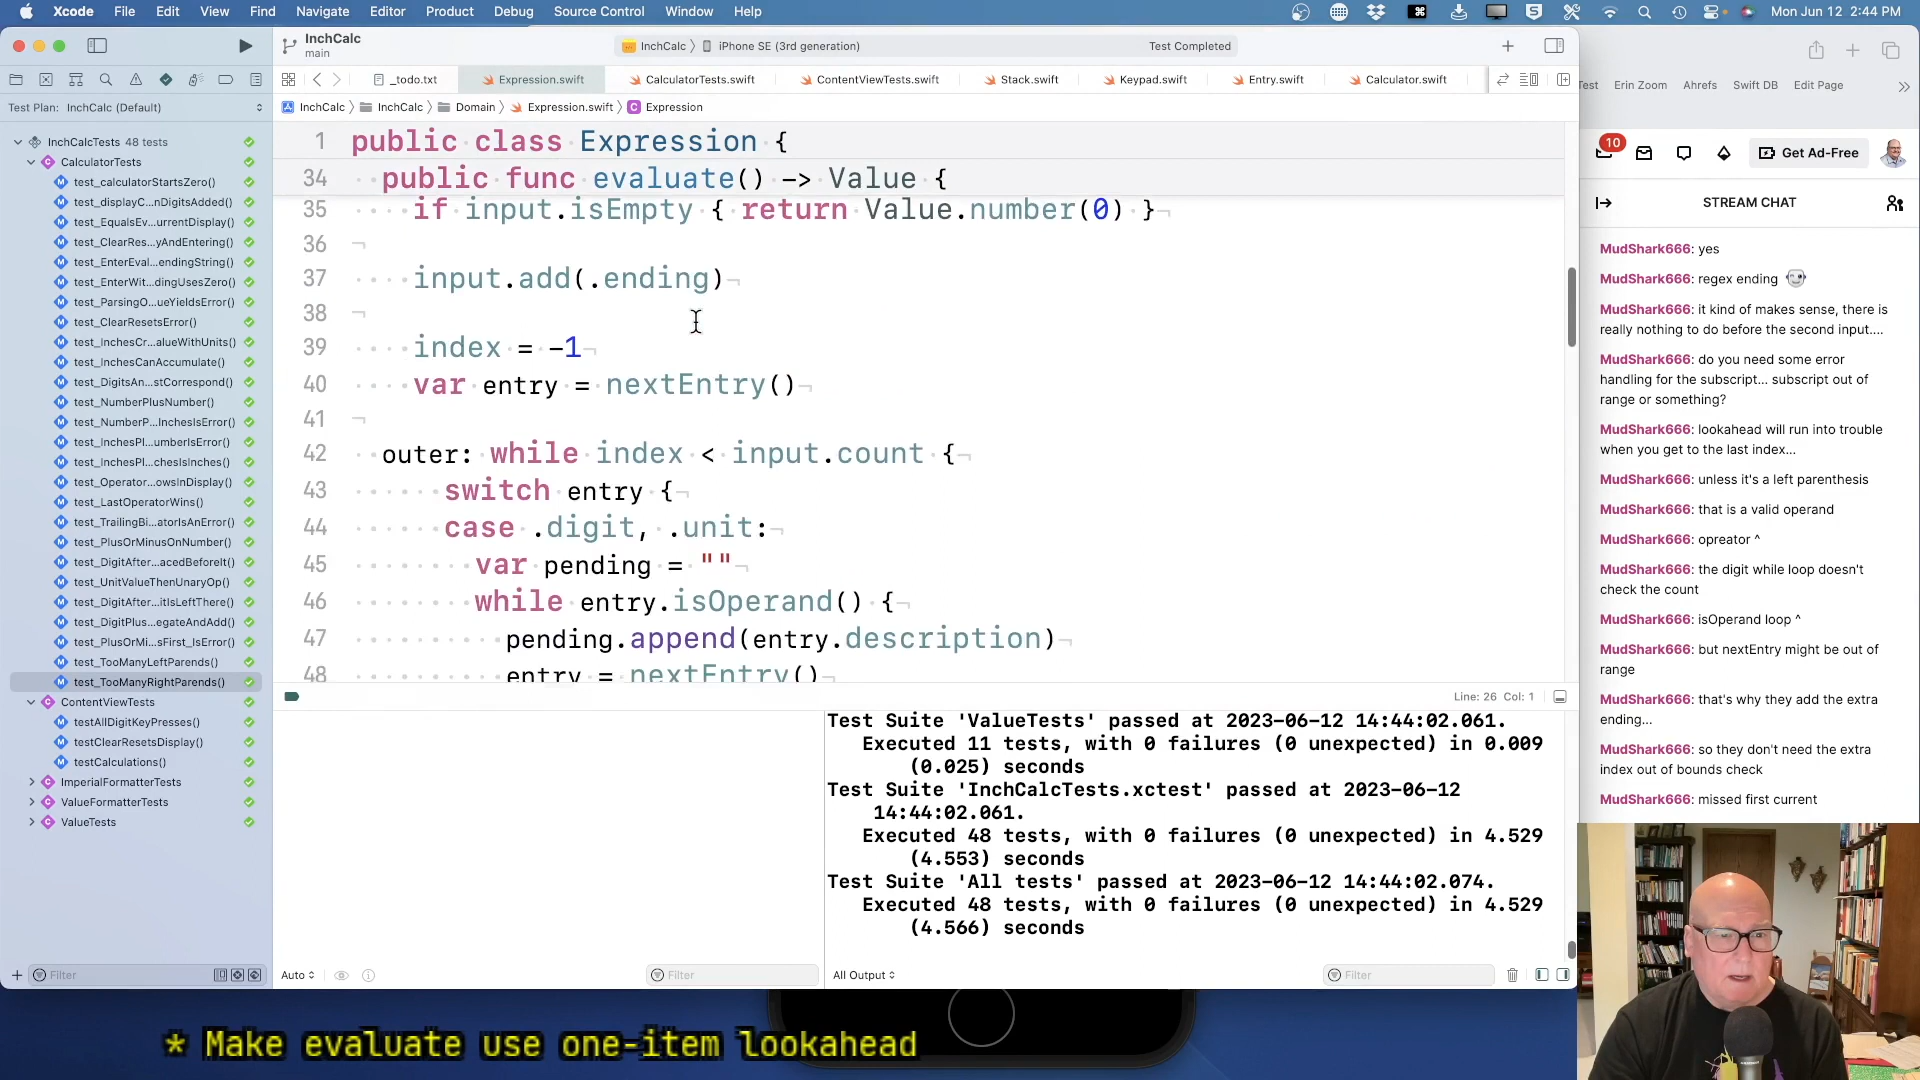 Xcode File Edit View Find Navigate Editor Product Debug Source Control Window Help
Mon Jun 12 2:44 PM
InchCalc
main
InchCalc 〉 iPhone SE (3rd generation)
Test Completed
_todo.txt
Expression.swift
CalculatorTests.swift
ContentViewTests.swift
Stack.swift
Keypad.swift
Entry.swift
Calculator.swift
Test Plan: InchCalc (Default)
InchCalc 〉 InchCalc 〉 Domain 〉 Expression.swift 〉 C Expression
InchCalcTests 48 tests
CalculatorTests
test_calculatorStartsZero()
test_displayC...nDigitsAdded()
test_EqualsEv...urrentDisplay()
test_ClearRes...yAndEntering()
test_EnterEval...endingString()
test_EnterWit...dingUsesZero()
test_ParsingO...ueYieldsError()
test_ClearResetsError()
test_InchesCr...alueWithUnits()
test_InchesCanAccumulate()
test_DigitsAn...stCorrespond()
test_NumberPlusNumber()
test_NumberP...InchesIsError()
test_InchesPl...umberIsError()
test_InchesPl...chesIsInches()
test_Operator...owsInDisplay()
test_LastOperatorWins()
test_TrailingBi...atorIsAnError()
test_PlusOrMinusOnNumber()
test_DigitAfter...acedBeforeIt()
test_UnitValueThenUnaryOp()
test_DigitAfter...itIsLeftThere()
test_DigitPlus...egateAndAdd()
test_PlusOrMi...sFirst_IsError()
test_TooManyLeftParends()
test_TooManyRightParends()
ContentViewTests
testAllDigitKeyPresses()
testClearResetsDisplay()
testCalculations()
ImperialFormatterTests
ValueFormatterTests
ValueTests
Filter
1 public class Expression {
34 public func evaluate() -> Value {
35 if input.isEmpty { return Value.number(0) }
36
37 input.add(.ending)
38
39 index = -1
40 var entry = nextEntry()
41
42 outer: while index < input.count {
43 switch entry {
44 case .digit, .unit:
45 var pending = ""
46 while entry.isOperand() {
47 pending.append(entry.description)
48 entry = nextEntry()
Line: 26 Col: 1
Test Suite 'ValueTests' passed at 2023-06-12 14:44:02.061.
Executed 11 tests, with 0 failures (0 unexpected) in 0.009
(0.025) seconds
Test Suite 'InchCalcTests.xctest' passed at 2023-06-12
14:44:02.061.
Executed 48 tests, with 0 failures (0 unexpected) in 4.529
(4.553) seconds
Test Suite 'All tests' passed at 2023-06-12 14:44:02.074.
Executed 48 tests, with 0 failures (0 unexpected) in 4.529
(4.566) seconds
Auto
Filter
All Output
Filter
Test Erin Zoom Ahrefs Swift DB Edit Page
10
Get Ad-Free
STREAM CHAT
MudShark666: yes
MudShark666: regex ending
MudShark666: it kind of makes sense, there is
really nothing to do before the second input....
MudShark666: do you need some error
handling for the subscript... subscript out of
range or something?
MudShark666: lookahead will run into trouble
when you get to the last index...
MudShark666: unless it's a left parenthesis
MudShark666: that is a valid operand
MudShark666: opreator ^
MudShark666: the digit while loop doesn't
check the count
MudShark666: isOperand loop ^
MudShark666: but nextEntry might be out of
range
MudShark666: that's why they add the extra
ending...
MudShark666: so they don't need the extra
index out of bounds check
MudShark666: missed first current
* Make evaluate use one-item lookahead